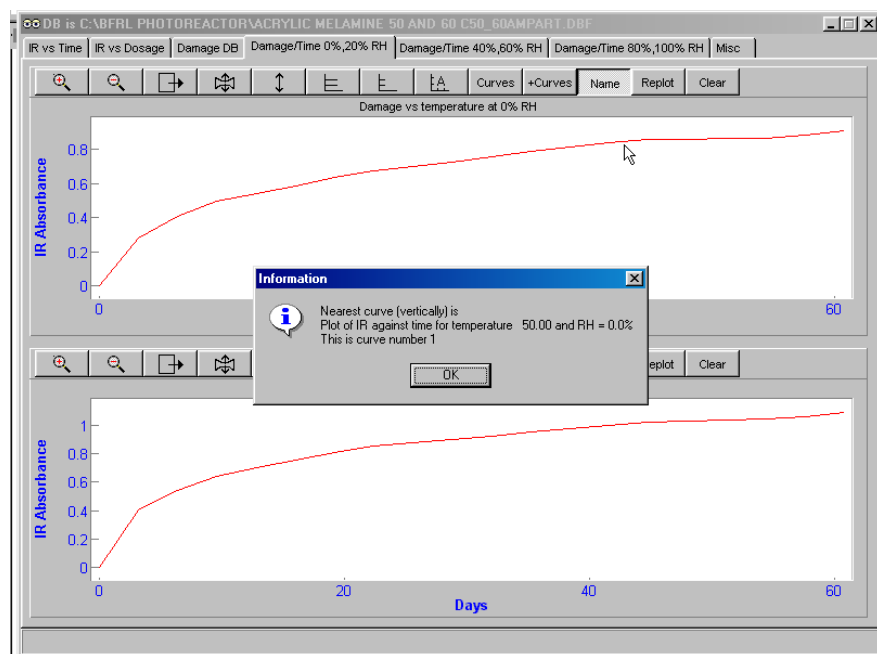 DB is C:\BFRL PHOTOREACTOR\ACRYLIC MELAMINE 50 AND 60 C50_60AMPART.DBF
IR vs Time IR vs Dosage Damage DB Damage/Time 0%,20% RH Damage/Time 40%,60% RH Damage/Time 80%,100% RH Misc
Curves +Curves Name Replot Clear
Damage vs temperature at 0% RH
IR Absorbance
0.8
0.6
0.4
0.2
0
0 60
Information
Nearest curve (vertically) is
Plot of IR against time for temperature 50.00 and RH = 0.0%
This is curve number 1
OK
eplot Clear
IR Absorbance
1
0.8
0.6
0.4
0.2
0
0 20 40 60
Days